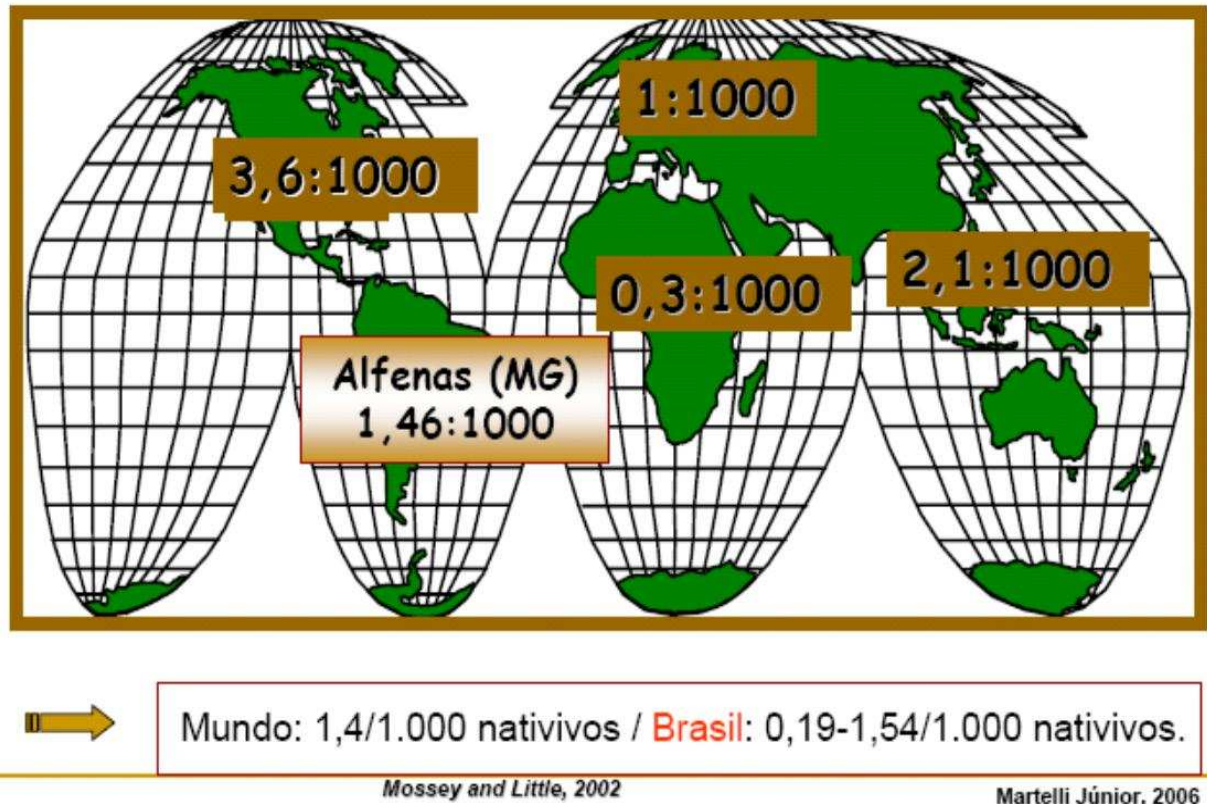 1:1000
3,6:1000
2,1:1000
0,3:1000
Alfenas (MG)
1,46:1000
Mundo: 1,4/1.000 nativivos / Brasil: 0,19-1,54/1.000 nativivos.
Mossey and Little, 2002
Martelli Júnior, 2006